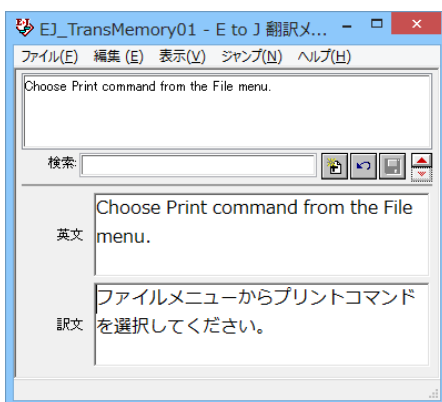 EJ_TransMemory01 - E to J 翻訳メ...
ファイル(F) 編集(E) 表示(V) ジャンプ(N) ヘルプ(H)
Choose Print command from the File menu.
検索:
英文
Choose Print command from the File
menu.
訳文
ファイルメニューからプリントコマンド
を選択してください。